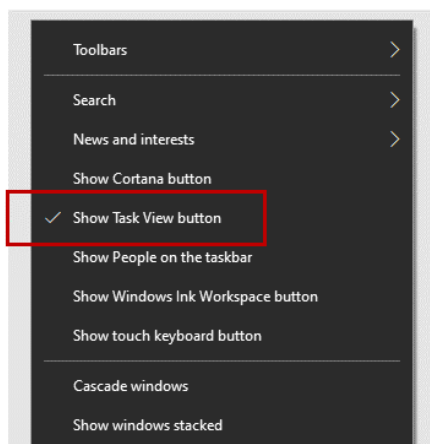 Toolbars
Search
News and interests
Show Cortana button
Show Task View button
Show People on the taskbar
Show Windows Ink Workspace button
Show touch keyboard button
Cascade windows
Show windows stacked